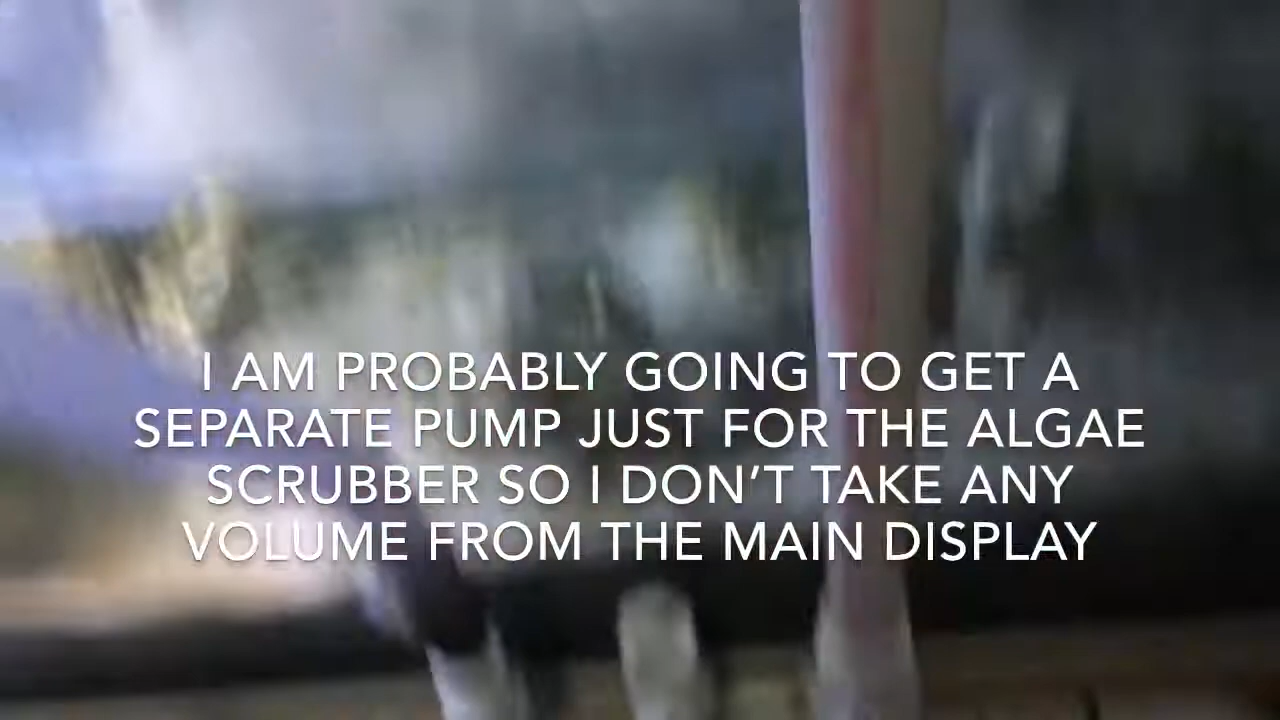 I AM PROBABLY GOING TO GET A
SEPARATE PUMP JUST FOR THE ALGAE
SCRUBBER SO I DON’T TAKE ANY
VOLUME FROM THE MAIN DISPLAY